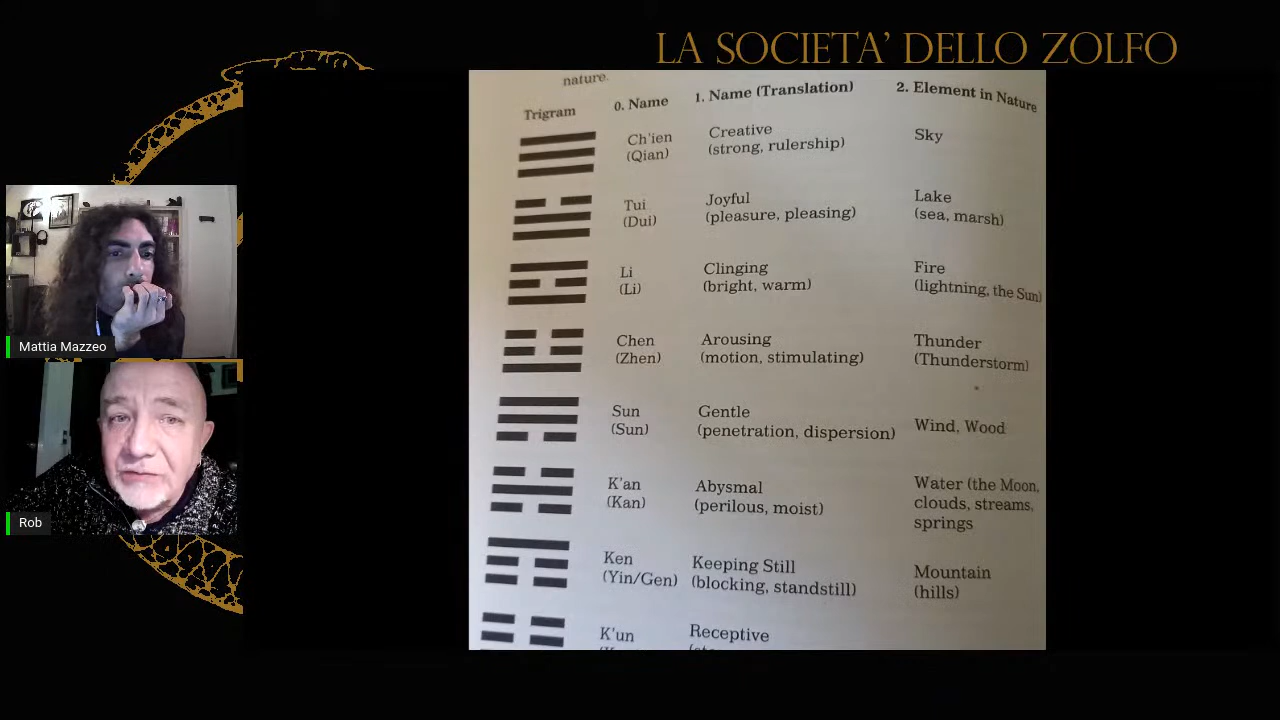 LA SOCIETA' DELLO ZOLFO
nature.
Trigram 0. Name 1. Name (Translation) 2. Element in Nature
Ch'ien Creative Sky
(Qian) (strong, rulership)
Tui Joyful Lake
(Dui) (pleasure, pleasing) (sea, marsh)
Li Clinging Fire
(Li) (bright, warm) (lightning, the Sun)
Chen Arousing Thunder
(Zhen) (motion, stimulating) (Thunderstorm)
Sun Gentle Wind, Wood
(Sun) (penetration, dispersion)
K'an Abysmal Water (the Moon,
(Kan) (perilous, moist) clouds, streams,
springs
Ken Keeping Still Mountain
(Yin/Gen) (blocking, standstill) (hills)
K'un Receptive
Mattia Mazzeo
Rob